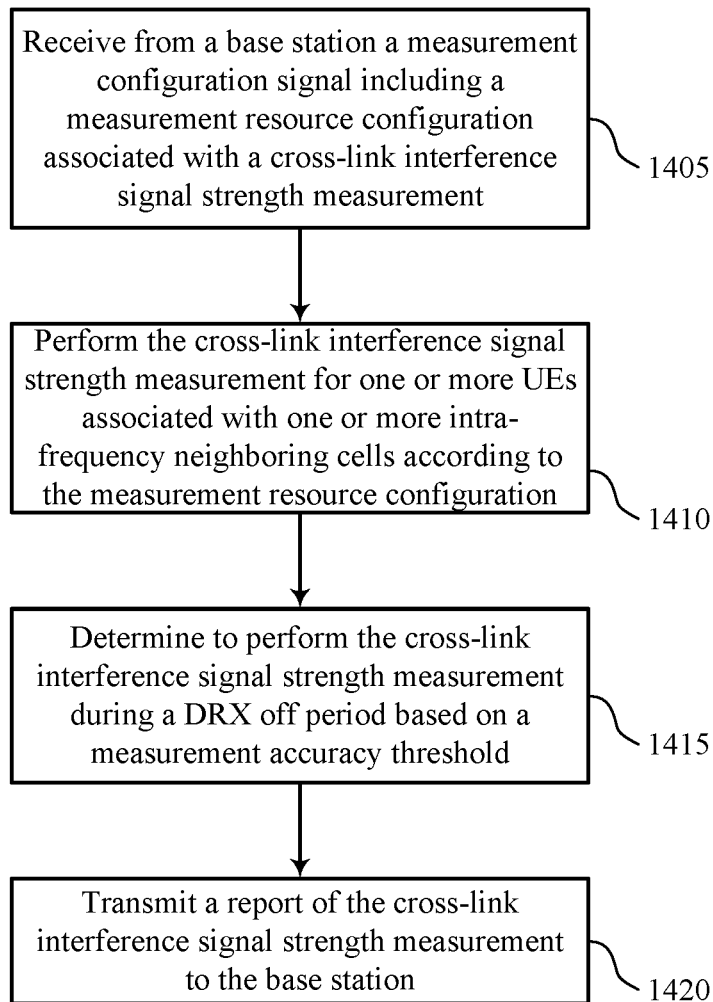 Receive from a base station a measurement
configuration signal including a
measurement resource configuration
associated with a cross-link interference
signal strength measurement
1405
Perform the cross-link interference signal
strength measurement for one or more UEs
associated with one or more intra-
frequency neighboring cells according to
the measurement resource configuration
1410
Determine to perform the cross-link
interference signal strength measurement
during a DRX off period based on a
measurement accuracy threshold
1415
Transmit a report of the cross-link
interference signal strength measurement
to the base station
1420